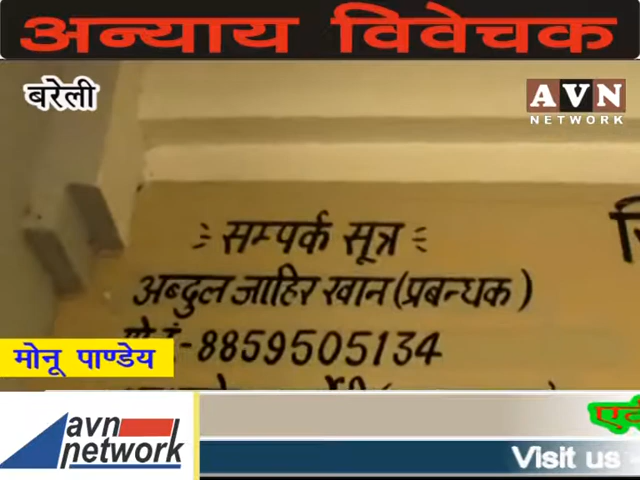 अन्याय विवेचक
बरेली
AVN
NETWORK
सम्पर्क सूत्र
अब्दुल जाहिर खान (प्रबन्धक)
8859505134
मोनू पाण्डेय
avn
network
Visit us -